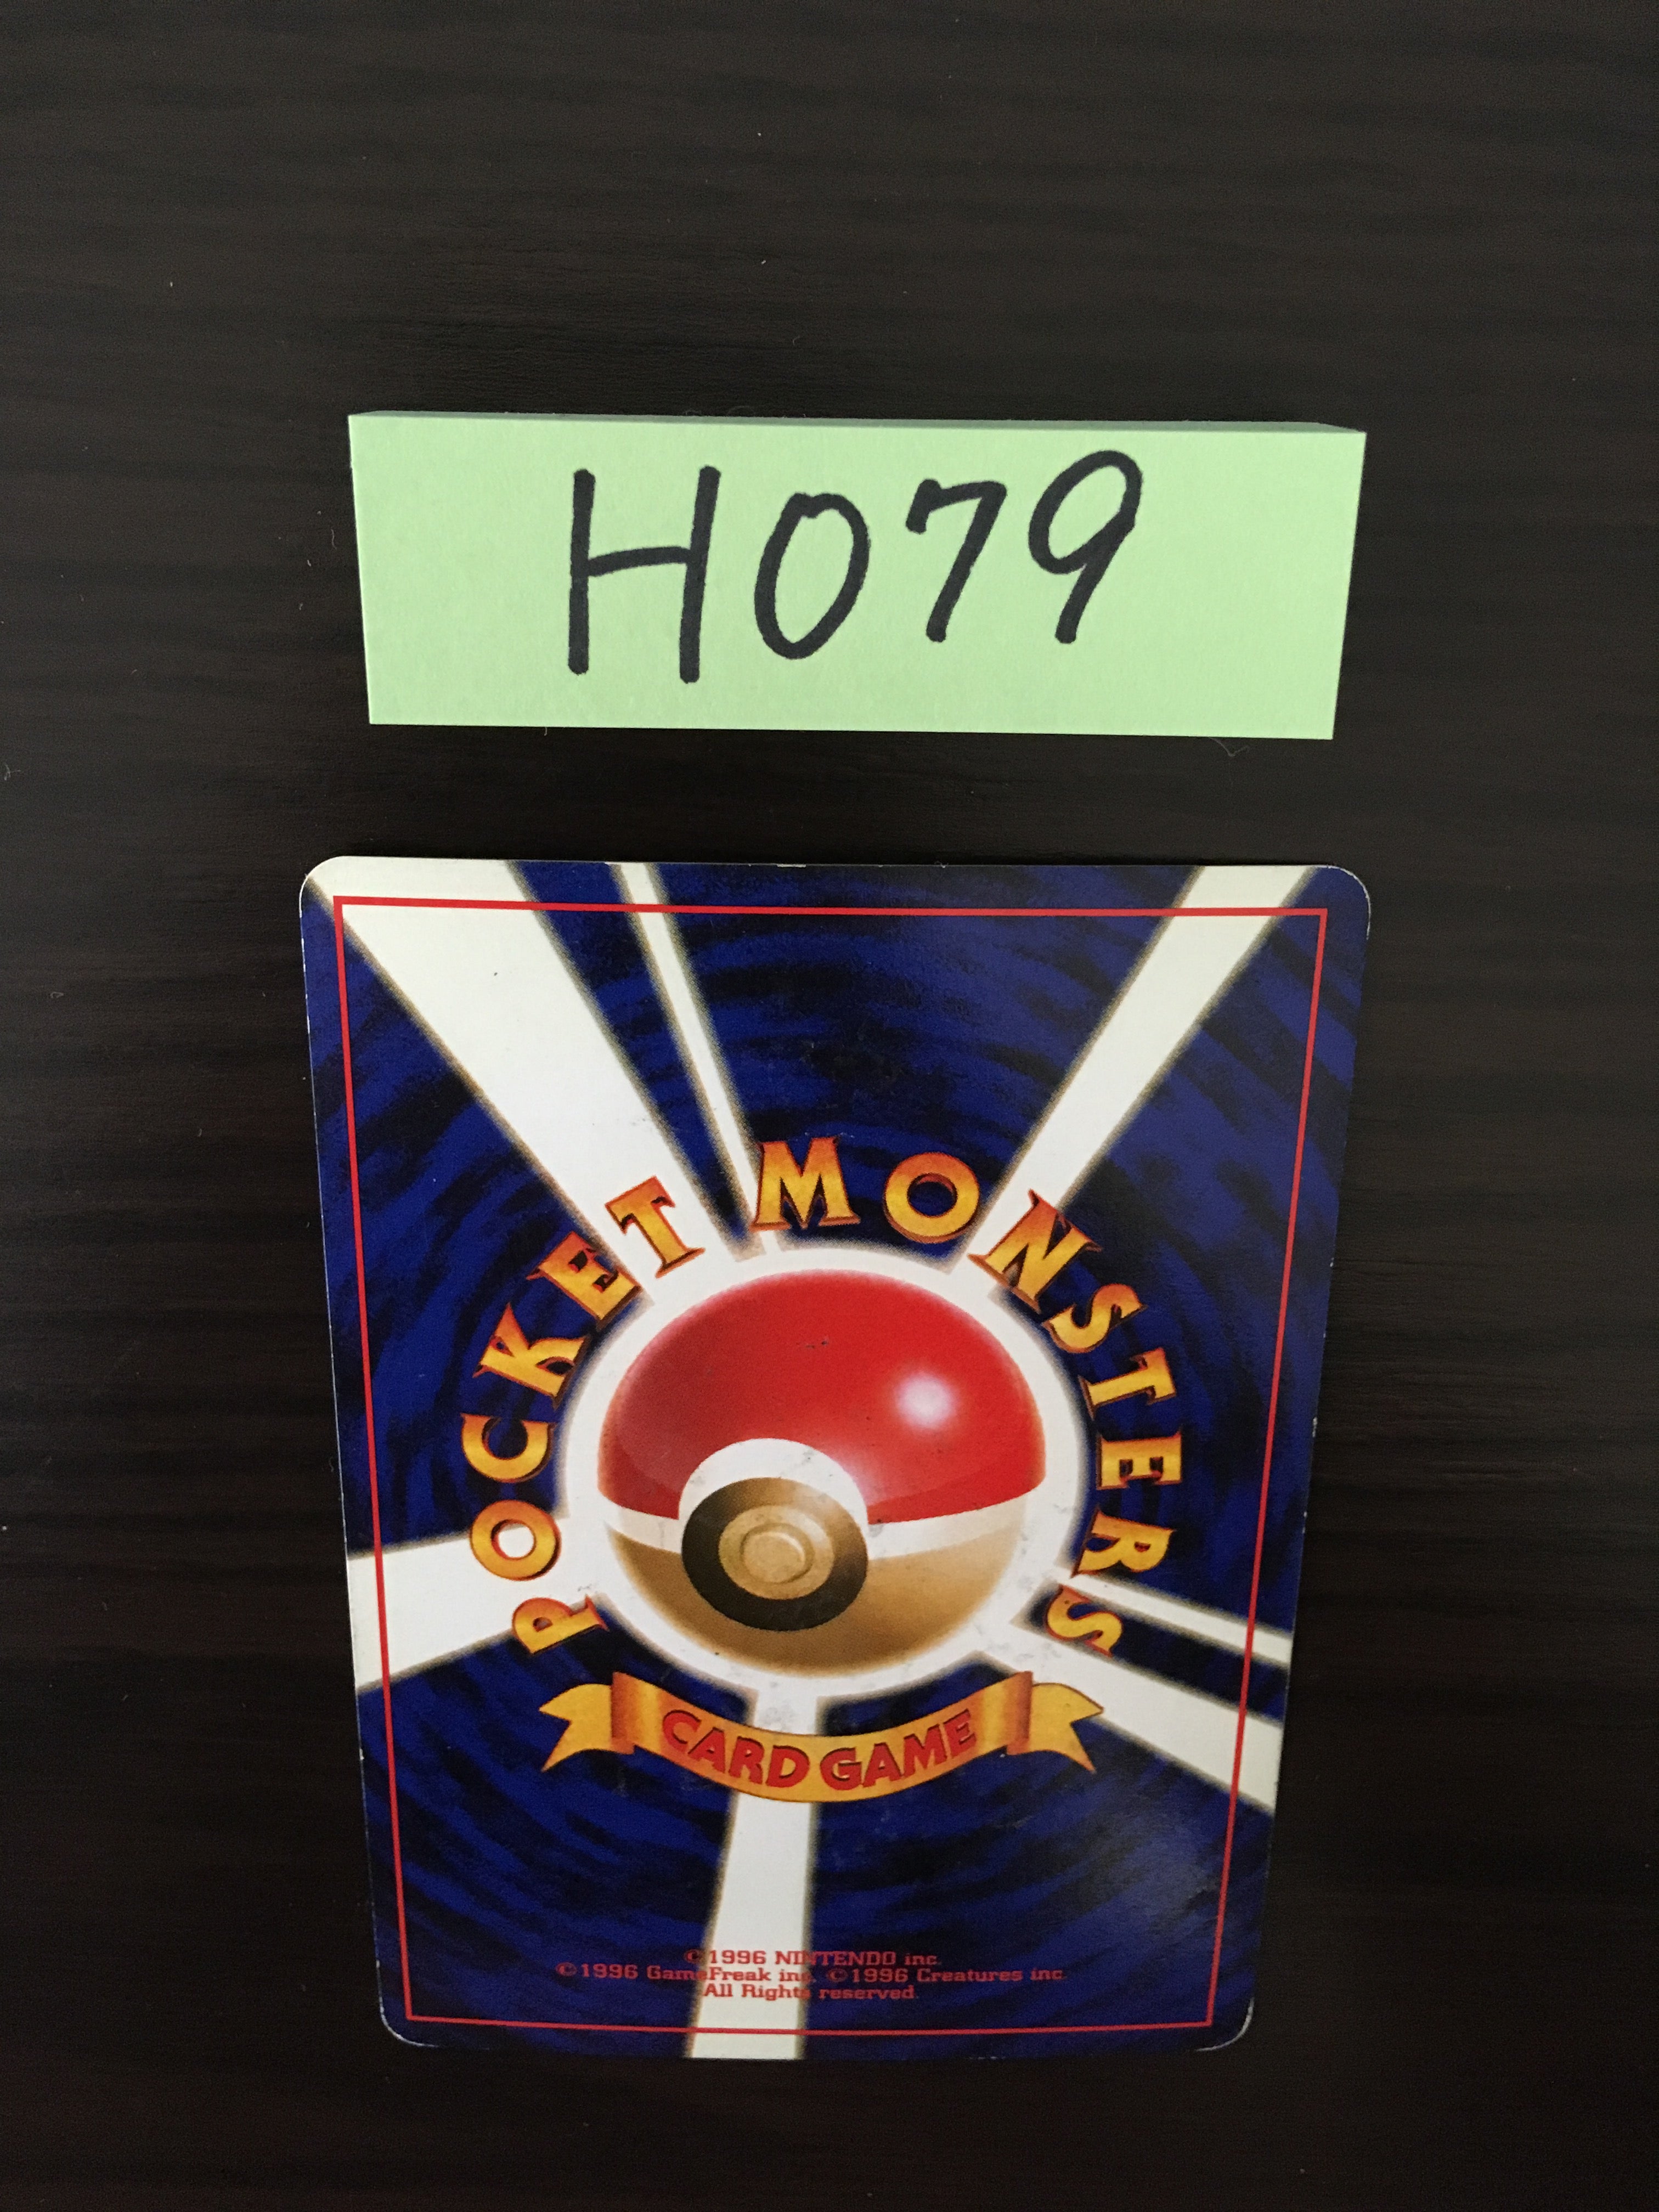 H079
POCKET MONSTERS
CARD GAME
©1996 NINTENDO inc.
©1996 GameFreak inc. ©1996 Creatures inc.
All Rights reserved.